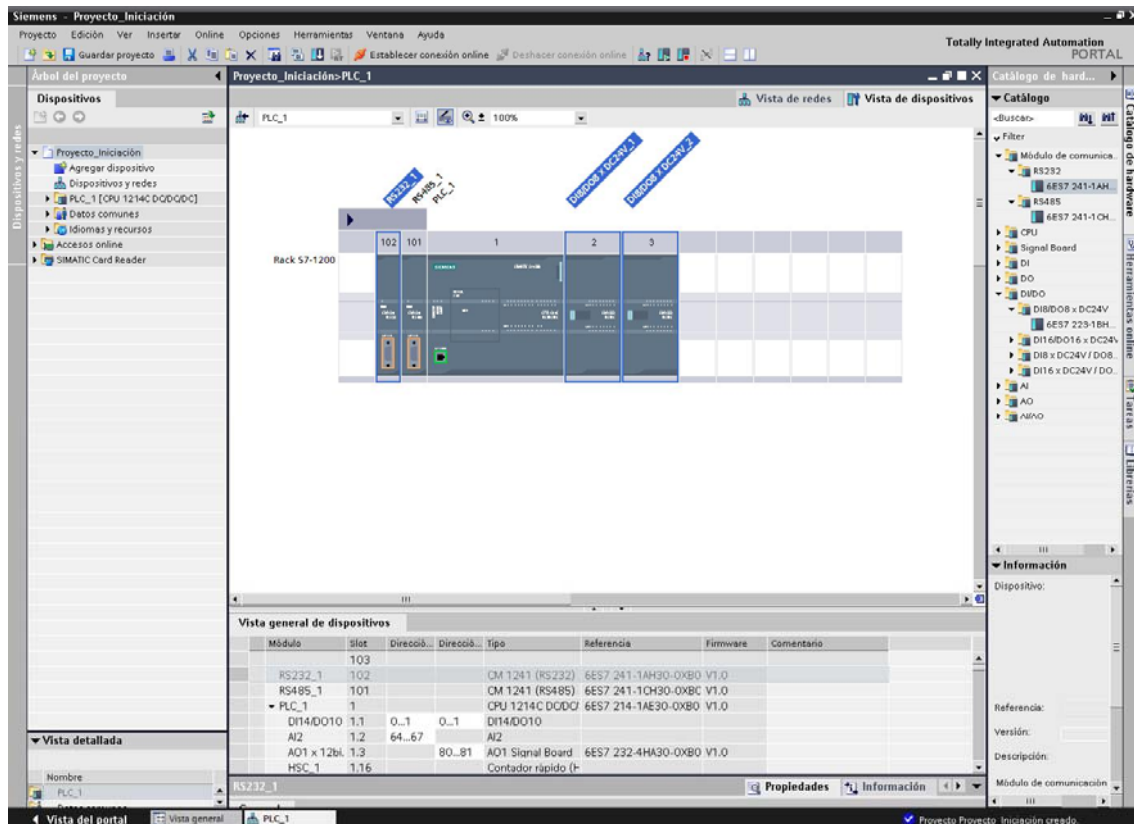 Siemens - Proyecto_Iniciación
Proyecto Edición Ver Insertar Online Opciones Herramientas Ventana Ayuda
Totally Integrated Automation
PORTAL
Guardar proyecto Establecer conexión online Deshacer conexión online
Árbol del proyecto
Proyecto_Iniciación>PLC_1
Catálogo de hard...
Dispositivos
Vista de redes Vista de dispositivos
Catálogo
PLC_1 100%
<Buscar>
Filter
Proyecto_Iniciación
Agregar dispositivo
Dispositivos y redes
PLC_1 [CPU 1214C DC/DC/DC]
Datos comunes
Idiomas y recursos
Accesos online
SIMATIC Card Reader
Dispositivos y redes
RS232_1
RS485_1
PLC_1
DI8/DO8 x DC24V_1
DI8/DO8 x DC24V_2
102 101 1 2 3
Rack S7-1200
SIEMENS
Módulo de comunica..
RS232
6ES7 241-1AH..
RS485
6ES7 241-1CH..
CPU
Signal Board
DI
DO
DI/DO
DI8/DO8 x DC24V
6ES7 223-1BH..
DI16/DO16 x DC24V
DI8 x DC24V / DO8..
DI16 x DC24V / DO..
AI
AO
AI/AO
Catálogo de hardware
Herramientas online
Tareas
Librerías
Información
Dispositivo:
Referencia:
Versión:
Descripción:
Módulo de comunicación
Vista general de dispositivos
Módulo Slot Direcció... Direcció... Tipo Referencia Firmware Comentario
103
RS232_1 102 CM 1241 (RS232) 6ES7 241-1AH30-0XB0 V1.0
RS485_1 101 CM 1241 (RS485) 6ES7 241-1CH30-0XBC V1.0
PLC_1 1 CPU 1214C DC/DC/ 6ES7 214-1AE30-0XB0 V1.0
DI14/DO10 1.1 0...1 0...1 DI14/DO10
AI2 1.2 64...67 AI2
AO1 x 12bi.. 1.3 80...81 AO1 Signal Board 6ES7 232-4HA30-0XB0 V1.0
HSC_1 1.16 Contador rápido (H
Vista detallada
Nombre
PLC_1
Datos comunes
RS232_1
Propiedades Información
Vista del portal Vista general PLC_1
Proyecto Proyecto_Iniciación creado.